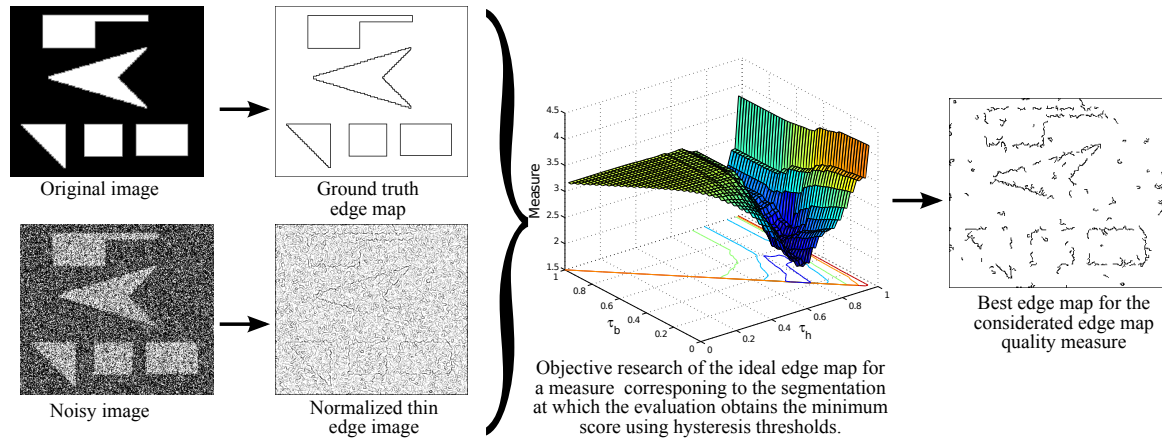 Original image
Ground truth
edge map
Noisy image
Normalized thin
edge image
4.5
4
3.5
3
2.5
2
1.5
Measure
1
0.8
0.6
0.4
0.2
0
τb
0
0.2
0.4
0.6
0.8
1
τh
Objective research of the ideal edge map for
a measure corresponing to the segmentation
at which the evaluation obtains the minimum
score using hysteresis thresholds.
Best edge map for the
considerated edge map
quality measure